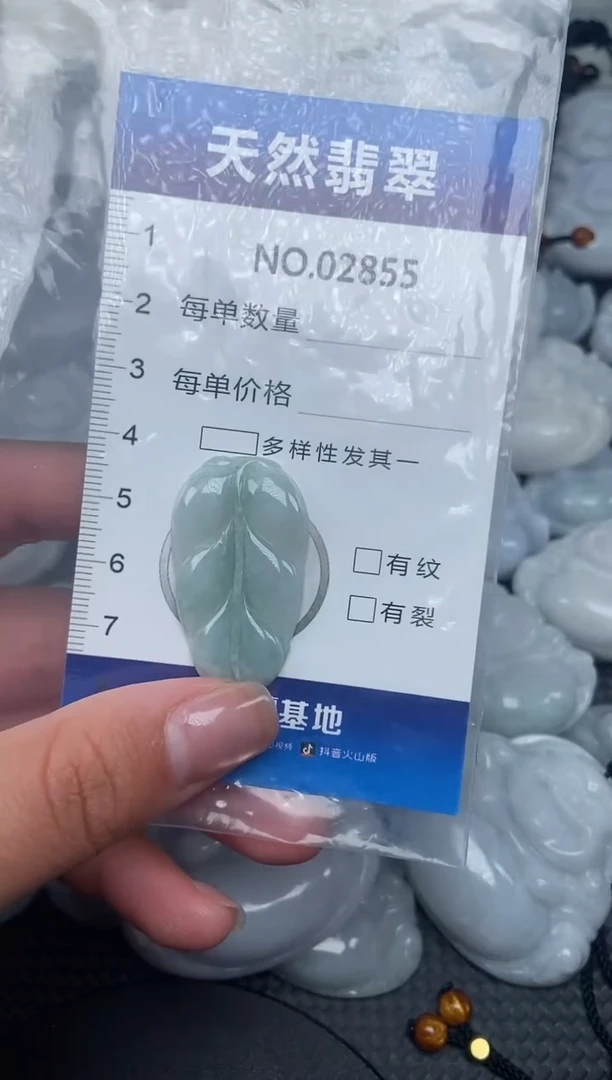 天然翡翠
1
NO.02855
2
每单数量
3
每单价格
4
多样性发其一
5
6
有纹
有裂
7
基地
视频 抖音火山版